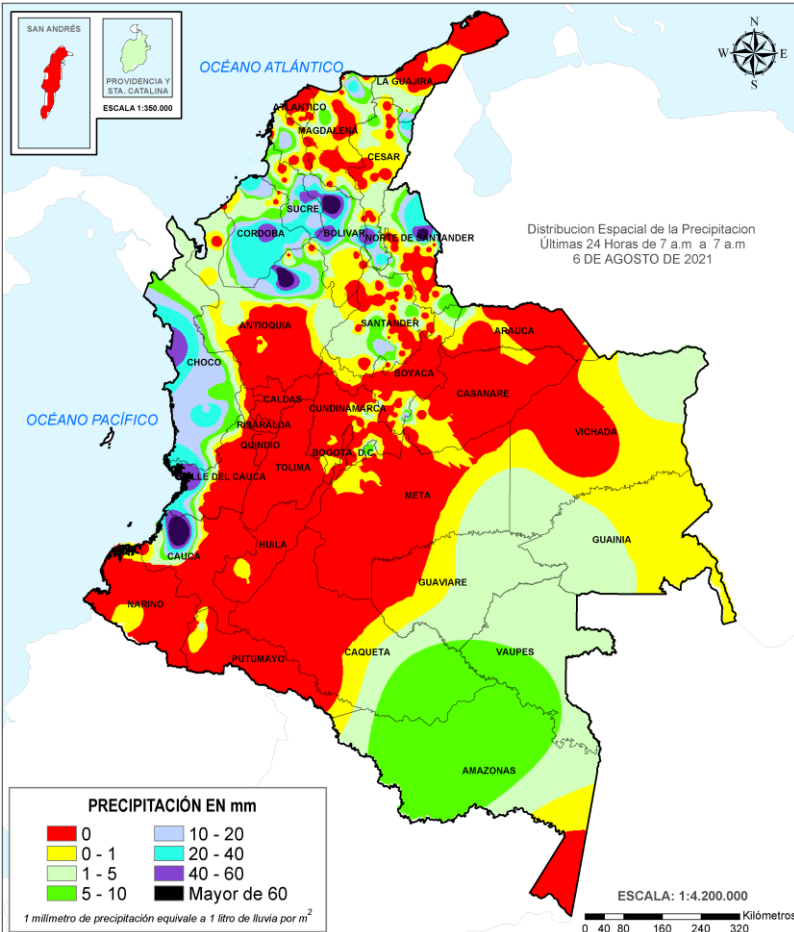 SAN ANDRÉS
PROVIDENCIA Y
STA. CATALINA
ESCALA 1:350.000
OCÉANO ATLÁNTICO
N
W E
S
LA GUAJIRA
ATLANTICO
MAGDALENA
CESAR
SUCRE
CORDOBA
BOLIVAR
NORTE DE SANTANDER
Distribucion Espacial de la Precipitacion
Últimas 24 Horas de 7 a.m a 7 a.m
6 DE AGOSTO DE 2021
ANTIOQUIA
SANTANDER
ARAUCA
CHOCO
BOYACA
CASANARE
CALDAS
CUNDINAMARCA
OCÉANO PACÍFICO
RISARALDA
VICHADA
QUINDIO
BOGOTA D.C
TOLIMA
VALLE DEL CAUCA
META
GUAINIA
HUILA
CAUCA
GUAVIARE
NARINO
CAQUETA
VAUPES
PUTUMAYO
AMAZONAS
PRECIPITACIÓN EN mm
0
10 - 20
0 - 1
20 - 40
1 - 5
40 - 60
5 - 10
Mayor de 60
1 milímetro de precipitación equivale a 1 litro de lluvia por m²
ESCALA: 1:4.200.000
Kilómetros
0 40 80 160 240 320